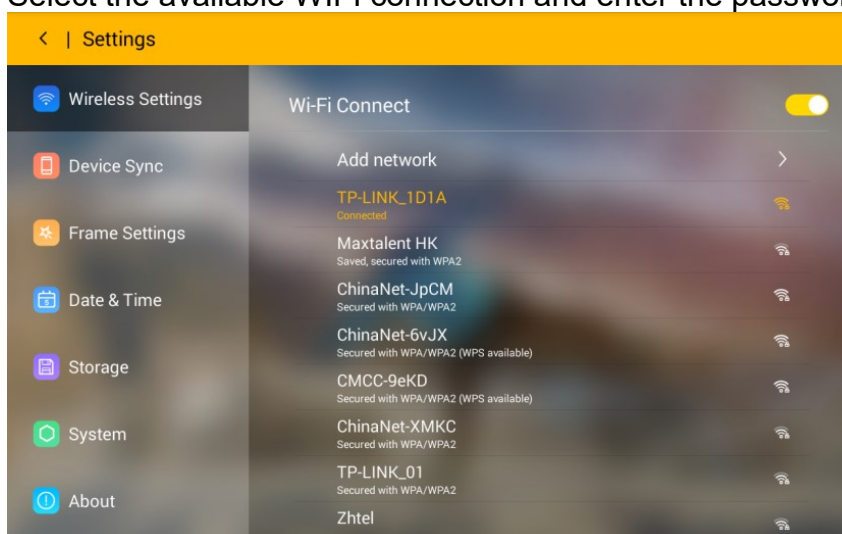 Select the available WIFI connection and enter the passwor
< | Settings
Wireless Settings
Device Sync
Frame Settings
Date & Time
Storage
System
About
Wi-Fi Connect
Add network
TP-LINK_1D1A
Connected
Maxtalent HK
Saved, secured with WPA2
ChinaNet-JpCM
Secured with WPA/WPA2
ChinaNet-6vJX
Secured with WPA/WPA2 (WPS available)
CMCC-9eKD
Secured with WPA/WPA2 (WPS available)
ChinaNet-XMKC
Secured with WPA/WPA2
TP-LINK_01
Secured with WPA/WPA2
Zhtel